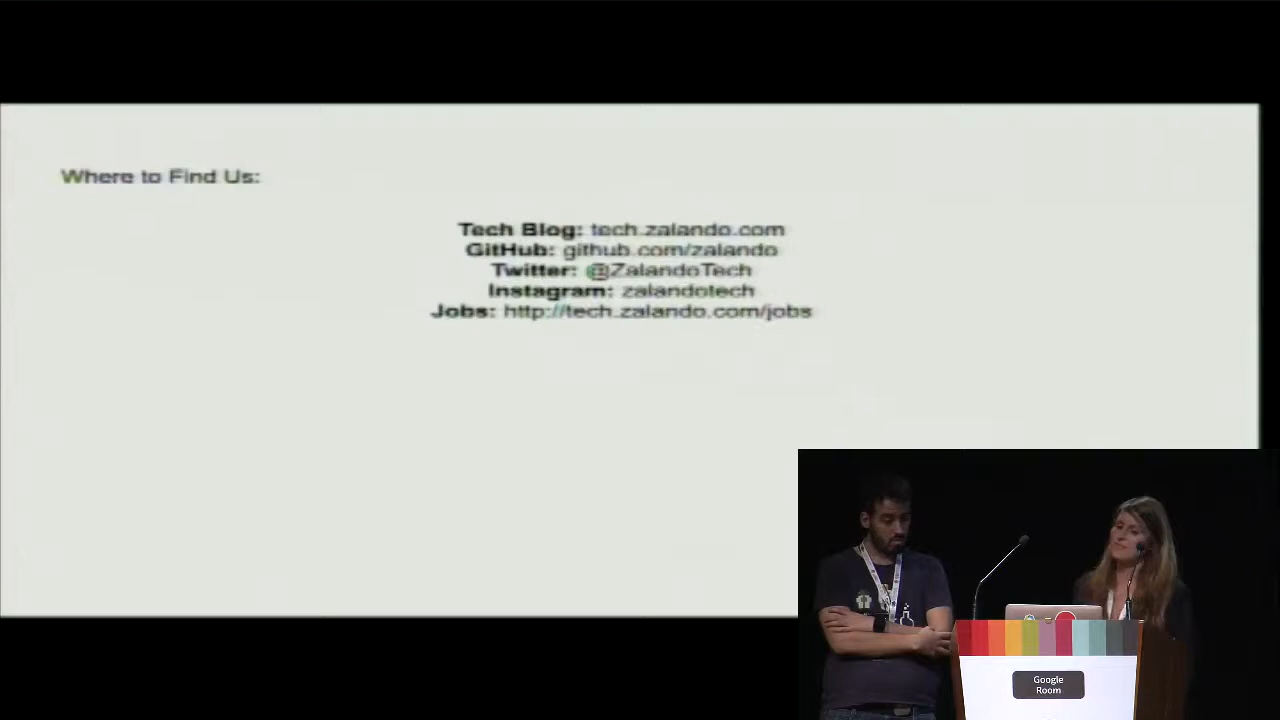 Where to Find Us:
Tech Blog: tech.zalando.com
GitHub: github.com/zalando
Twitter: @ZalandoTech
Instagram: zalandotech
Jobs: http://tech.zalando.com/jobs
Google
Room